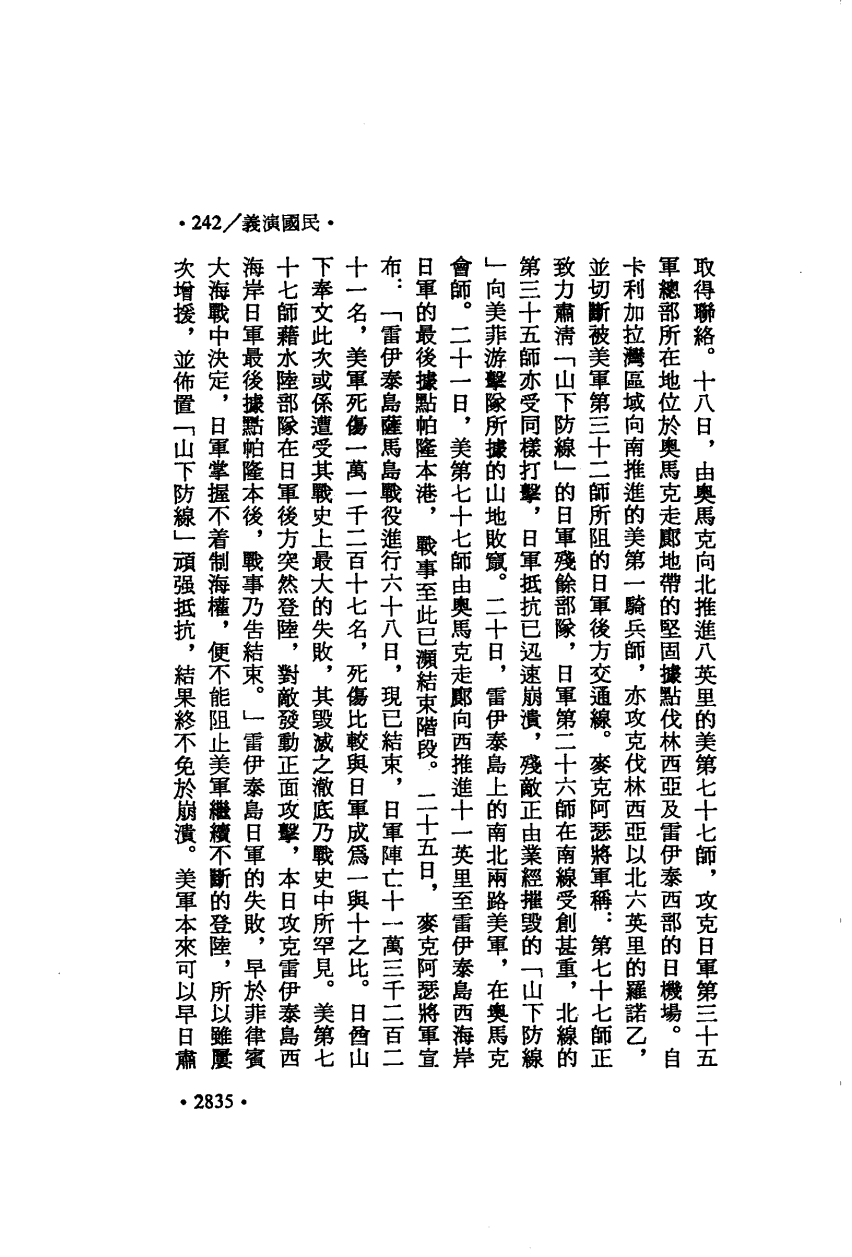 •242/義演國民•
取得聯絡。十八日，由奧馬克向北推進八英里的美第七十七師，攻克日軍第三十五
軍總部所在地位於奧馬克走廊地帶的堅固據點伐林西亞及雷伊泰西部的日機場。自
卡利加拉灣區域向南推進的美第一騎兵師，亦攻克伐林西亞以北六英里的羅諾乙，
並切斷被美軍第三十二師所阻的日軍後方交通線。麥克阿瑟將軍稱：第七十七師正
致力肅清「山下防線」的日軍殘餘部隊，日軍第二十六師在南線受創甚重，北線的
第三十五師亦受同樣打擊，日軍抵抗已迅速崩潰，殘敵正由業經摧毀的「山下防線
」向美菲游擊隊所據的山地敗竄。二十日，雷伊泰島上的南北兩路美軍，在奧馬克
會師。二十一日，美第七十七師由奧馬克走廊向西推進十一英里至雷伊泰島西海岸
日軍的最後據點帕隆本港，戰事至此已瀕結束階段。二十五日，麥克阿瑟將軍宣
布：「雷伊泰島薩馬島戰役進行六十八日，現已結束，日軍陣亡十一萬三千二百二
十一名，美軍死傷一萬一千二百十七名，死傷比較與日軍成爲一與十之比。日酋山
下奉文此次或係遭受其戰史上最大的失敗，其毀滅之澈底乃戰史中所罕見。美第七
十七師藉水陸部隊在日軍後方突然登陸，對敵發動正面攻擊，本日攻克雷伊泰島西
海岸日軍最後據點帕隆本後，戰事乃告結束。」雷伊泰島日軍的失敗，早於菲律賓
大海戰中決定，日軍掌握不着制海權，便不能阻止美軍繼續不斷的登陸，所以雖屢
次增援，並佈置「山下防線」頑强抵抗，結果終不免於崩潰。美軍本來可以早日肅
•2835•